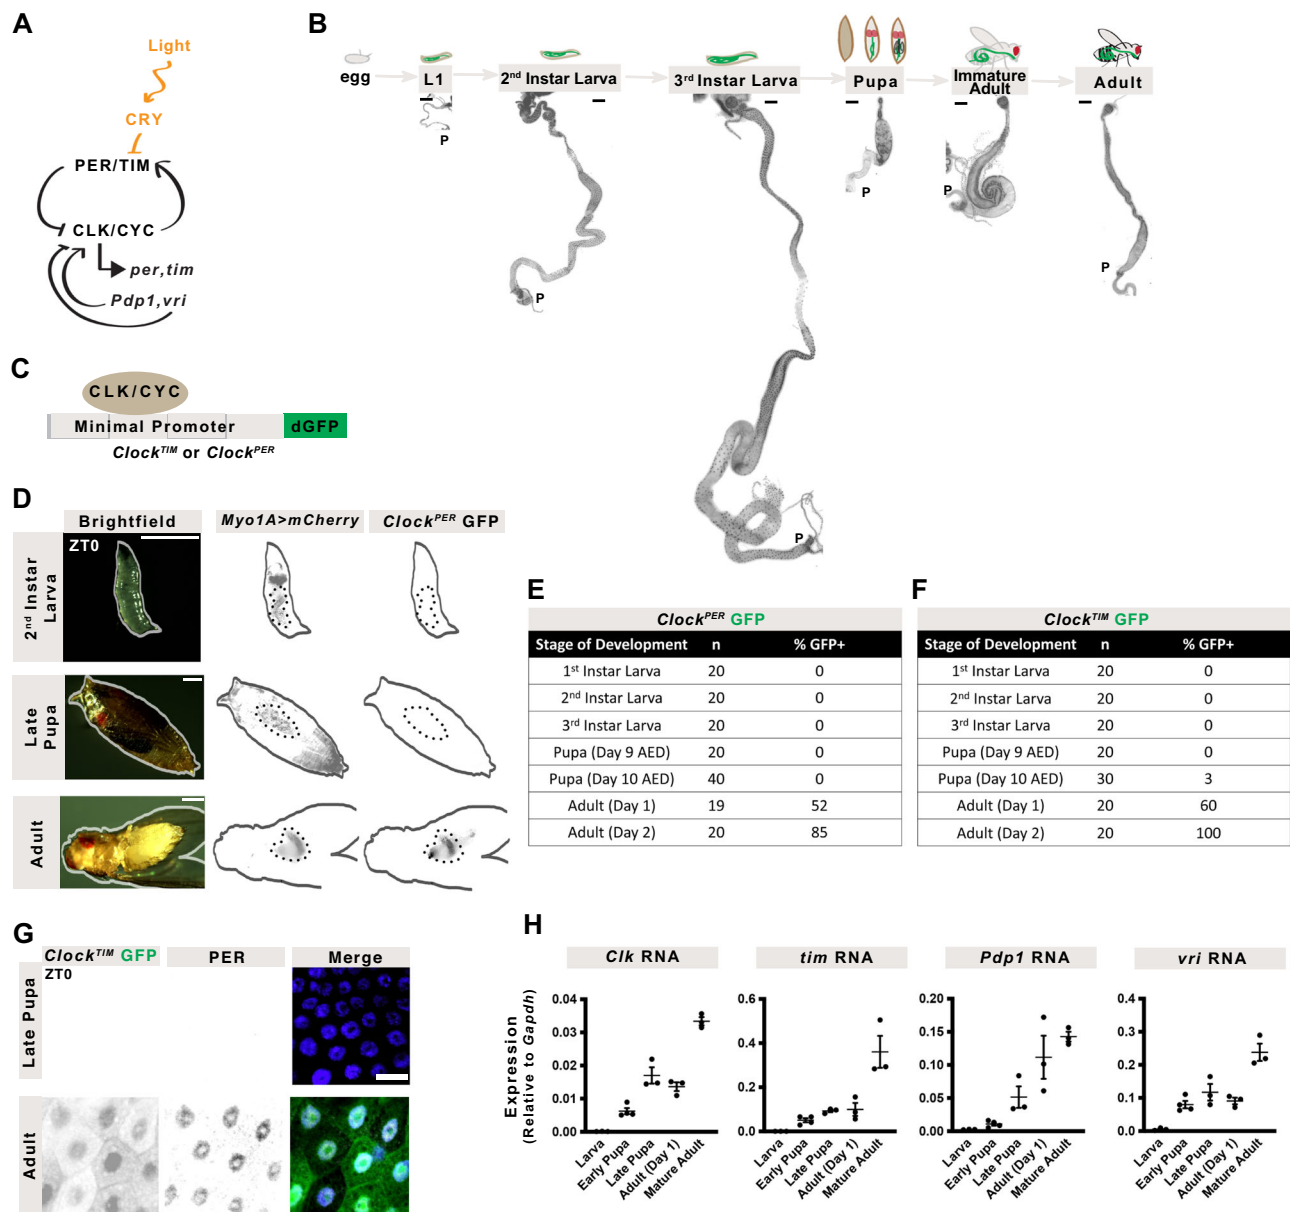 A
Light
CRY
PER/TIM
CLK/CYC
per,tim
Pdp1,vri
B
egg
L1
2nd Instar Larva
3rd Instar Larva
Pupa
Immature
Adult
Adult
P
P
P
P
P
P
C
CLK/CYC
Minimal Promoter
dGFP
ClockTIM or ClockPER
D
Brightfield
Myo1A>mCherry
ClockPER GFP
2nd Instar
Larva
ZT0
Late
Pupa
Adult
E
ClockPER GFP
Stage of Development n % GFP+
1st Instar Larva 20 0
2nd Instar Larva 20 0
3rd Instar Larva 20 0
Pupa (Day 9 AED) 20 0
Pupa (Day 10 AED) 40 0
Adult (Day 1) 19 52
Adult (Day 2) 20 85
F
ClockTIM GFP
Stage of Development n % GFP+
1st Instar Larva 20 0
2nd Instar Larva 20 0
3rd Instar Larva 20 0
Pupa (Day 9 AED) 20 0
Pupa (Day 10 AED) 30 3
Adult (Day 1) 20 60
Adult (Day 2) 20 100
G
ClockTIM GFP
PER
Merge
ZT0
Late Pupa
Adult
H
Expression
(Relative to Gapdh)
Clk RNA
0.04
0.03
0.02
0.01
0.00
Larva
Early Pupa
Late Pupa
Adult (Day 1)
Mature Adult
tim RNA
0.6
0.4
0.2
0.0
Larva
Early Pupa
Late Pupa
Adult (Day 1)
Mature Adult
Pdp1 RNA
0.20
0.15
0.10
0.05
0.00
Larva
Early Pupa
Late Pupa
Adult (Day 1)
Mature Adult
vri RNA
0.4
0.3
0.2
0.1
0.0
Larva
Early Pupa
Late Pupa
Adult (Day 1)
Mature Adult